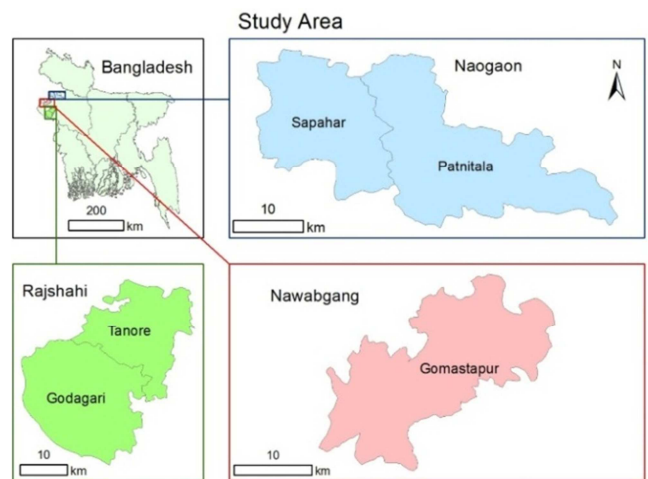 Study Area
Bangladesh
200
km
Naogaon
N
Sapahar
Patnitala
10
km
Rajshahi
Tanore
Godagari
10
km
Nawabgang
Gomastapur
10
km